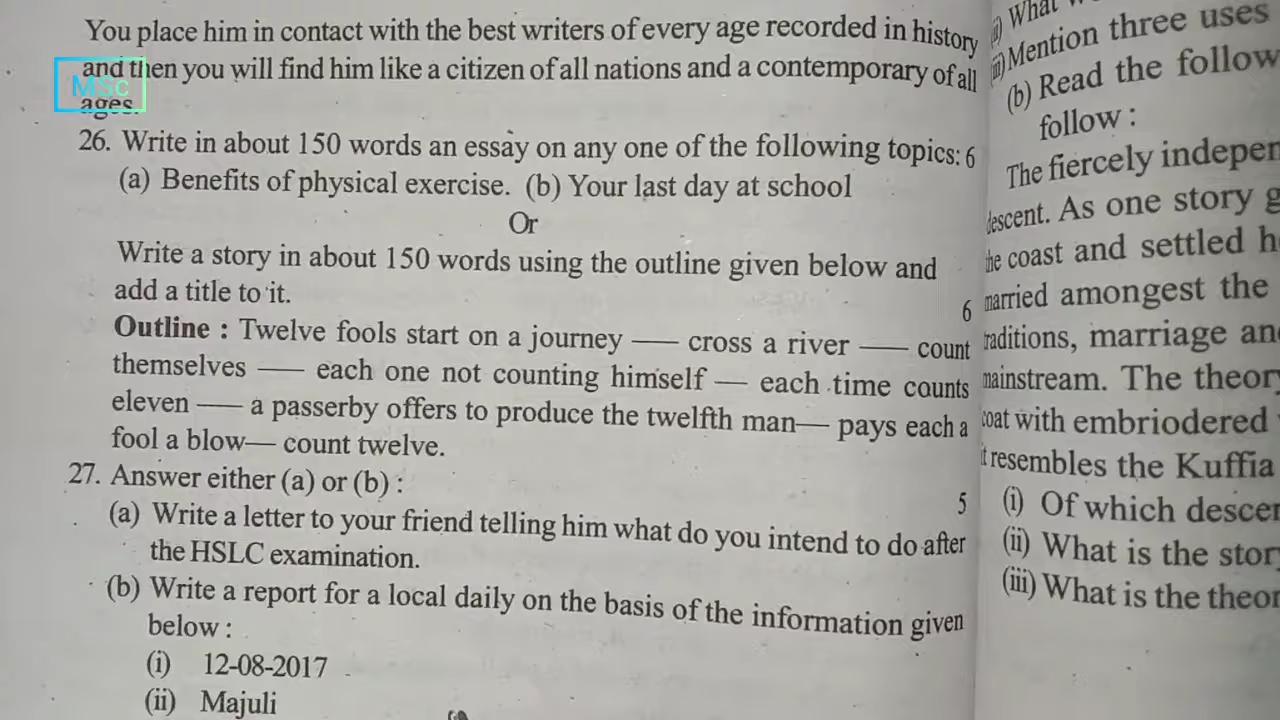 You place him in contact with the best writers of every age recorded in history
and then you will find him like a citizen of all nations and a contemporary of all
MSc
ages.
26. Write in about 150 words an essay on any one of the following topics: 6
(a) Benefits of physical exercise. (b) Your last day at school
Or
Write a story in about 150 words using the outline given below and
add a title to it. 6
Outline : Twelve fools start on a journey — cross a river — count
themselves — each one not counting himself — each time counts
eleven — a passerby offers to produce the twelfth man— pays each a
fool a blow— count twelve.
27. Answer either (a) or (b) : 5
(a) Write a letter to your friend telling him what do you intend to do after
the HSLC examination.
(b) Write a report for a local daily on the basis of the information given
below :
(i) 12-08-2017
(ii) Majuli
(ii) What
(iii) Mention three uses
(b) Read the follow
follow :
The fiercely indepen
descent. As one story g
the coast and settled h
married amongest the
traditions, marriage an
mainstream. The theor
coat with embriodered
it resembles the Kuffia
(i) Of which descen
(ii) What is the stor
(iii) What is the theor